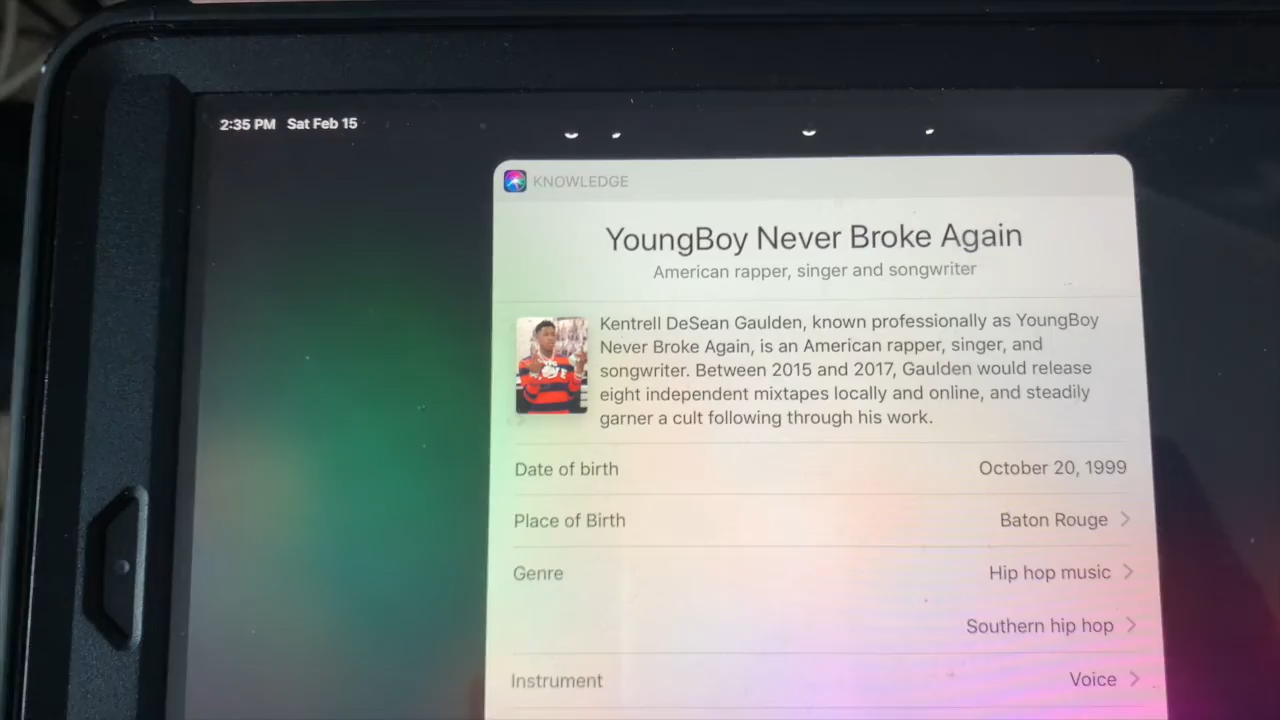 2:35 PM Sat Feb 15
KNOWLEDGE
YoungBoy Never Broke Again
American rapper, singer and songwriter
Kentrell DeSean Gaulden, known professionally as YoungBoy
Never Broke Again, is an American rapper, singer, and
songwriter. Between 2015 and 2017, Gaulden would release
eight independent mixtapes locally and online, and steadily
garner a cult following through his work.
Date of birth October 20, 1999
Place of Birth Baton Rouge
Genre Hip hop music
Southern hip hop
Instrument Voice